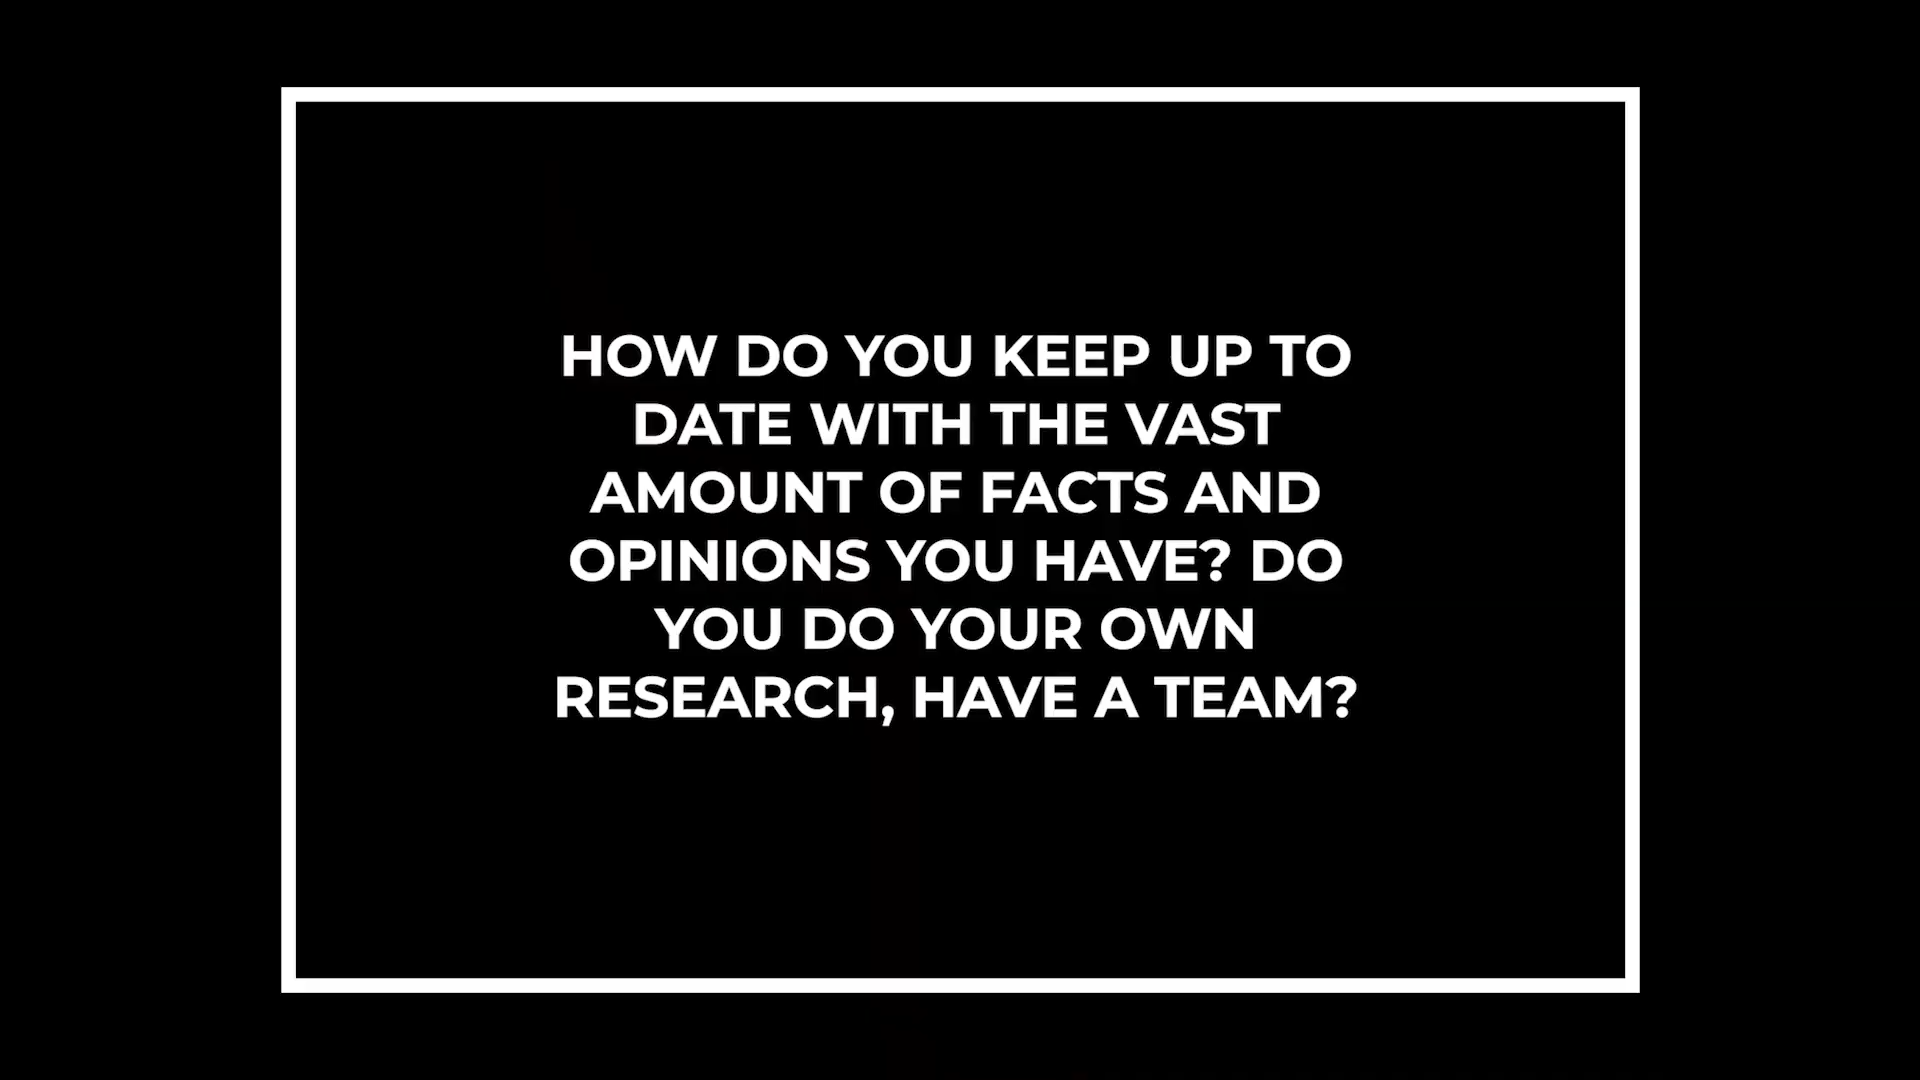 HOW DO YOU KEEP UP TO
DATE WITH THE VAST
AMOUNT OF FACTS AND
OPINIONS YOU HAVE? DO
YOU DO YOUR OWN
RESEARCH, HAVE A TEAM?